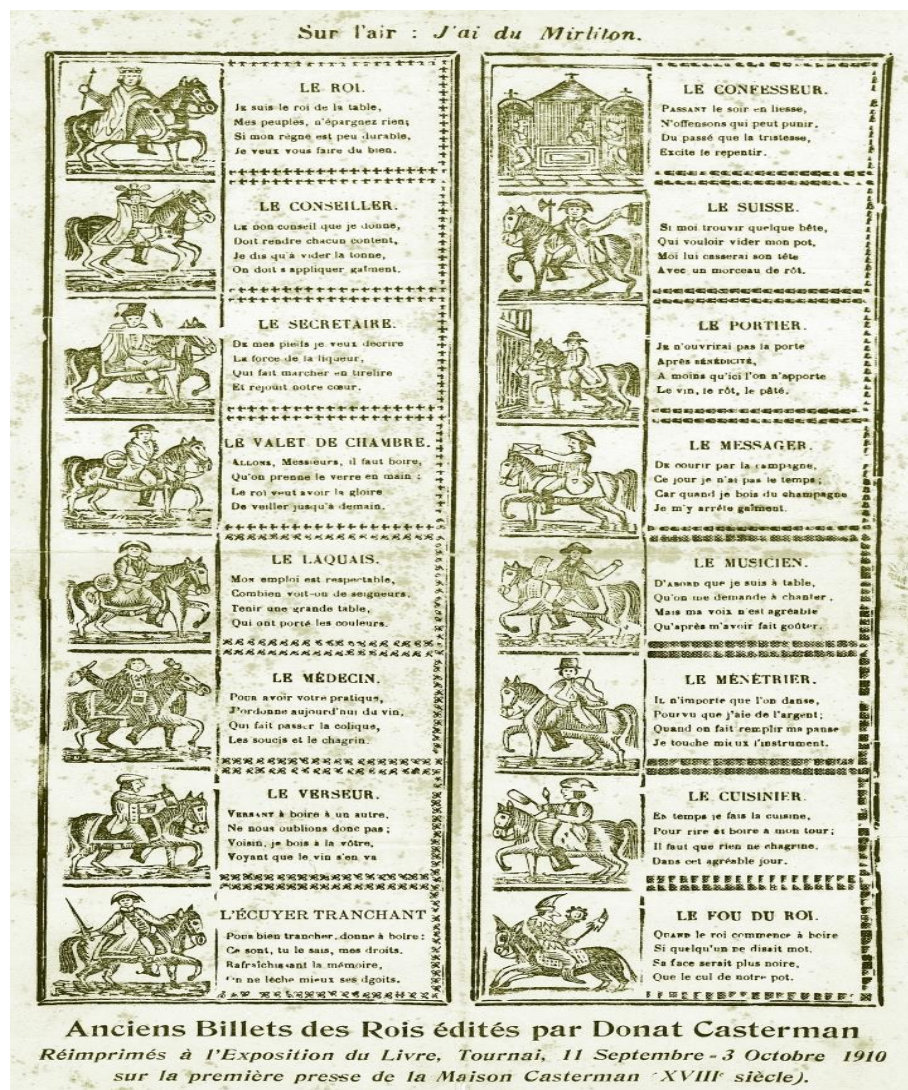 Sur l'air : J'ai du Mirliton.
LE ROI.
JE suis le roi de la table,
Mes peuples, n'épargnez rien;
Si mon règne est peu durable,
Je veux vous faire du bien.
LE CONSEILLER.
LE bon conseil que je donne,
Doit rendre chacun content,
Je dis qu'à vider la tonne,
On doit s appliquer gaîment.
LE SECRETAIRE.
DE mes pieds je veux décrire
La force de la liqueur,
Qui fait marcher en tirelire
Et rejouit notre cœur.
LE VALET DE CHAMBRE.
ALLONS, Messieurs, il faut boire,
Qu'on prenne le verre en main :
Le roi veut avoir la gloire
De veiller jusqu'à demain.
LE LAQUAIS.
MON emploi est respectable,
Combien voit-on de seigneurs,
Tenir une grande table,
Qui ont porté les couleurs.
LE MÉDECIN.
POUR avoir votre pratique,
J'ordonne aujourd'hui du vin,
Qui fait passer la colique,
Les soucis et le chagrin.
LE VERSEUR.
VERSANT à boire à un autre,
Ne nous oublions donc pas ;
Voisin, je bois à la vôtre,
Voyant que le vin s'en va
L'ÉCUYER TRANCHANT
POUR bien trancher, donne à boire :
Ce sont, tu le sais, mes droits.
Rafraîchissant la mémoire,
On ne lèche mieux ses dgoits.
LE CONFESSEUR.
PASSANT le soir en liesse,
N'offensons qui peut punir,
Du passé que la tristesse,
Excite le repentir.
LE SUISSE.
Si moi trouvir quelque bête,
Qui vouloir vider mon pot,
Moi lui casserai son tête
Avec un morceau de rôt.
LE PORTIER.
JE n'ouvrirai pas la porte
Après BÉNÉDICITÉ,
A moins qu'ici l'on n'apporte
Le vin, le rôt, le pâté.
LE MESSAGER.
DE courir par la campagne,
Ce jour je n'ai pas le temps ;
Car quand je bois du champagne
Je m'y arrête gaîment.
LE MUSICIEN.
D'ABORD que je suis à table,
Qu'on me demande à chanter,
Mais ma voix n'est agréable
Qu'après m'avoir fait goûter.
LE MÉNÉTRIER.
IL n'importe que l'on danse,
Pourvu que j'aie de l'argent;
Quand on fait remplir ma panse
Je touche mieux l'instrument.
LE CUISINIER.
EN temps je fais la cuisine,
Pour rire et boire à mon tour;
Il faut que rien ne chagrine,
Dans cet agréable jour.
LE FOU DU ROI.
QUAND le roi commence à boire
Si quelqu'un ne disait mot,
Sa face serait plus noire,
Que le cul de notre pot.
Anciens Billets des Rois édités par Donat Casterman
Réimprimés à l'Exposition du Livre, Tournai, 11 Septembre - 3 Octobre 1910
sur la première presse de la Maison Casterman (XVIIIe siècle).